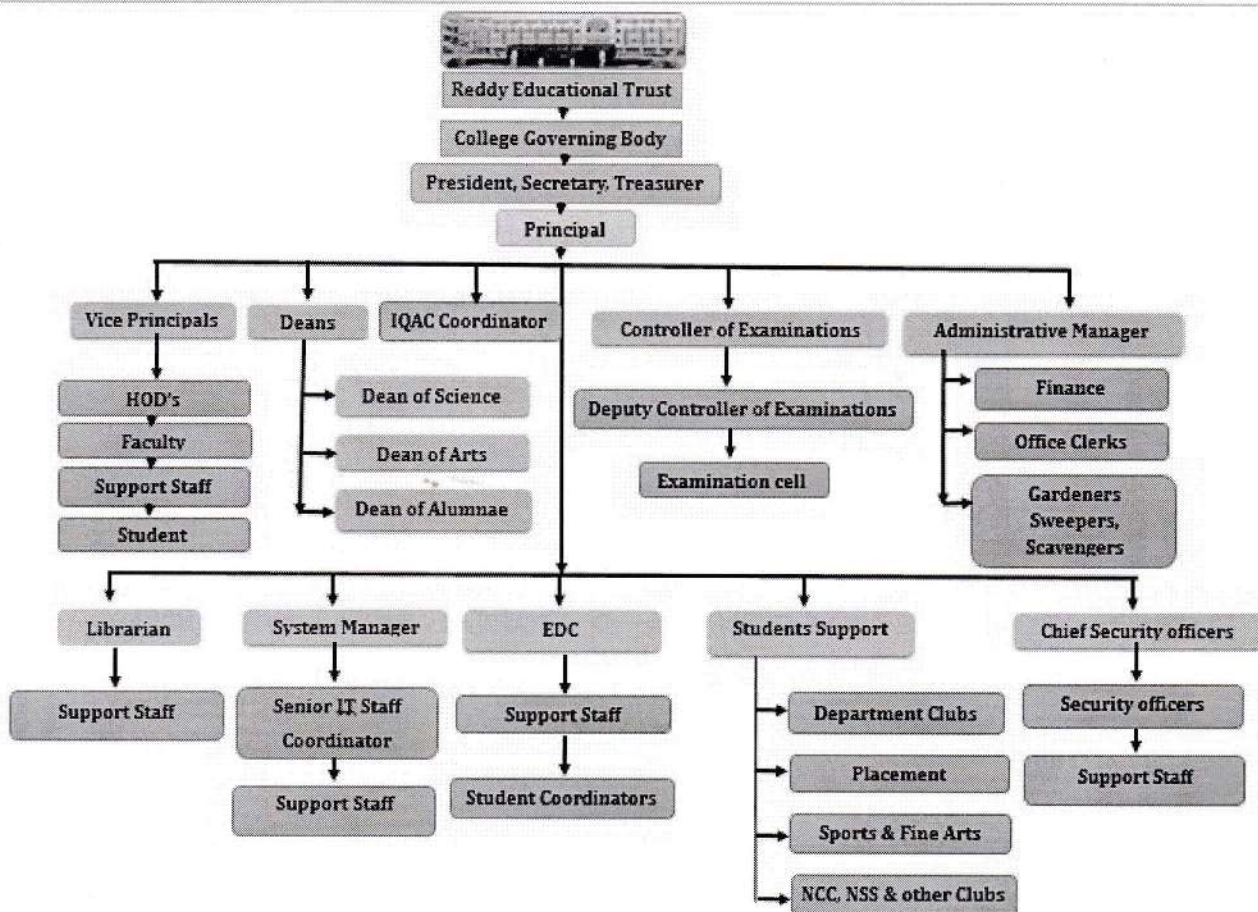 Reddy Educational Trust
College Governing Body
President, Secretary, Treasurer
Principal
Vice Principals
Deans
IQAC Coordinator
Controller of Examinations
Administrative Manager
HOD's
Faculty
Support Staff
Student
Dean of Science
Dean of Arts
Dean of Alumnae
Deputy Controller of Examinations
Examination cell
Finance
Office Clerks
Gardeners
Sweepers,
Scavengers
Librarian
System Manager
EDC
Students Support
Chief Security officers
Support Staff
Senior IT Staff
Coordinator
Support Staff
Support Staff
Student Coordinators
Department Clubs
Placement
Sports & Fine Arts
NCC, NSS & other Clubs
Security officers
Support Staff